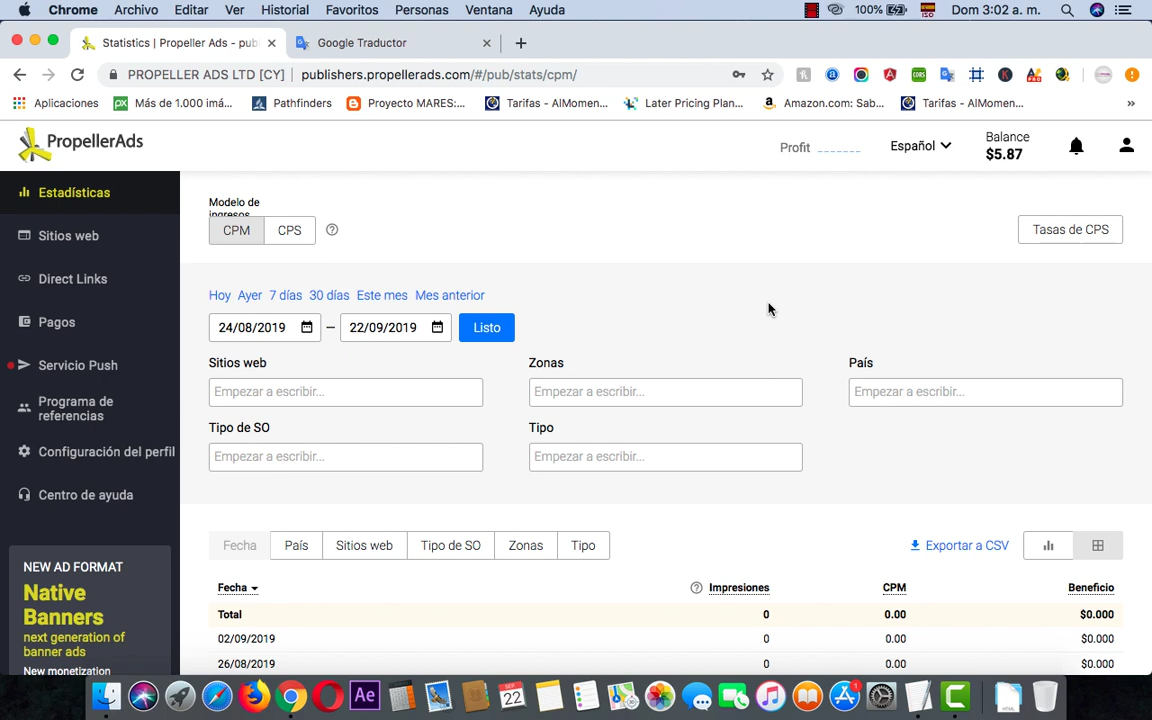 Chrome Archivo Editar Ver Historial Favoritos Personas Ventana Ayuda 100% ISO Dom 3:02 a. m.
Statistics | Propeller Ads - pub Google Traductor
PROPELLER ADS LTD [CY] publishers.propellerads.com/#/pub/stats/cpm/
Aplicaciones Más de 1.000 imá... Pathfinders Proyecto MARES:... Tarifas - AlMomen... Later Pricing Plan... Amazon.com: Sab... Tarifas - AlMomen... »
PropellerAds Profit Español Balance
$5.87
Estadísticas
Sitios web
Direct Links
Pagos
Servicio Push
Programa de
referencias
Configuración del perfil
Centro de ayuda
NEW AD FORMAT
Native
Banners
next generation of
banner ads
New monetization
Modelo de
ingresos
CPM CPS Tasas de CPS
Hoy Ayer 7 días 30 días Este mes Mes anterior
24/08/2019 – 22/09/2019 Listo
Sitios web Zonas País
Empezar a escribir... Empezar a escribir... Empezar a escribir...
Tipo de SO Tipo
Empezar a escribir... Empezar a escribir...
Fecha País Sitios web Tipo de SO Zonas Tipo Exportar a CSV
Fecha Impresiones CPM Beneficio
Total 0 0.00 $0.000
02/09/2019 0 0.00 $0.000
26/08/2019 0 0.00 $0.000
Ae SEP 22 1 C